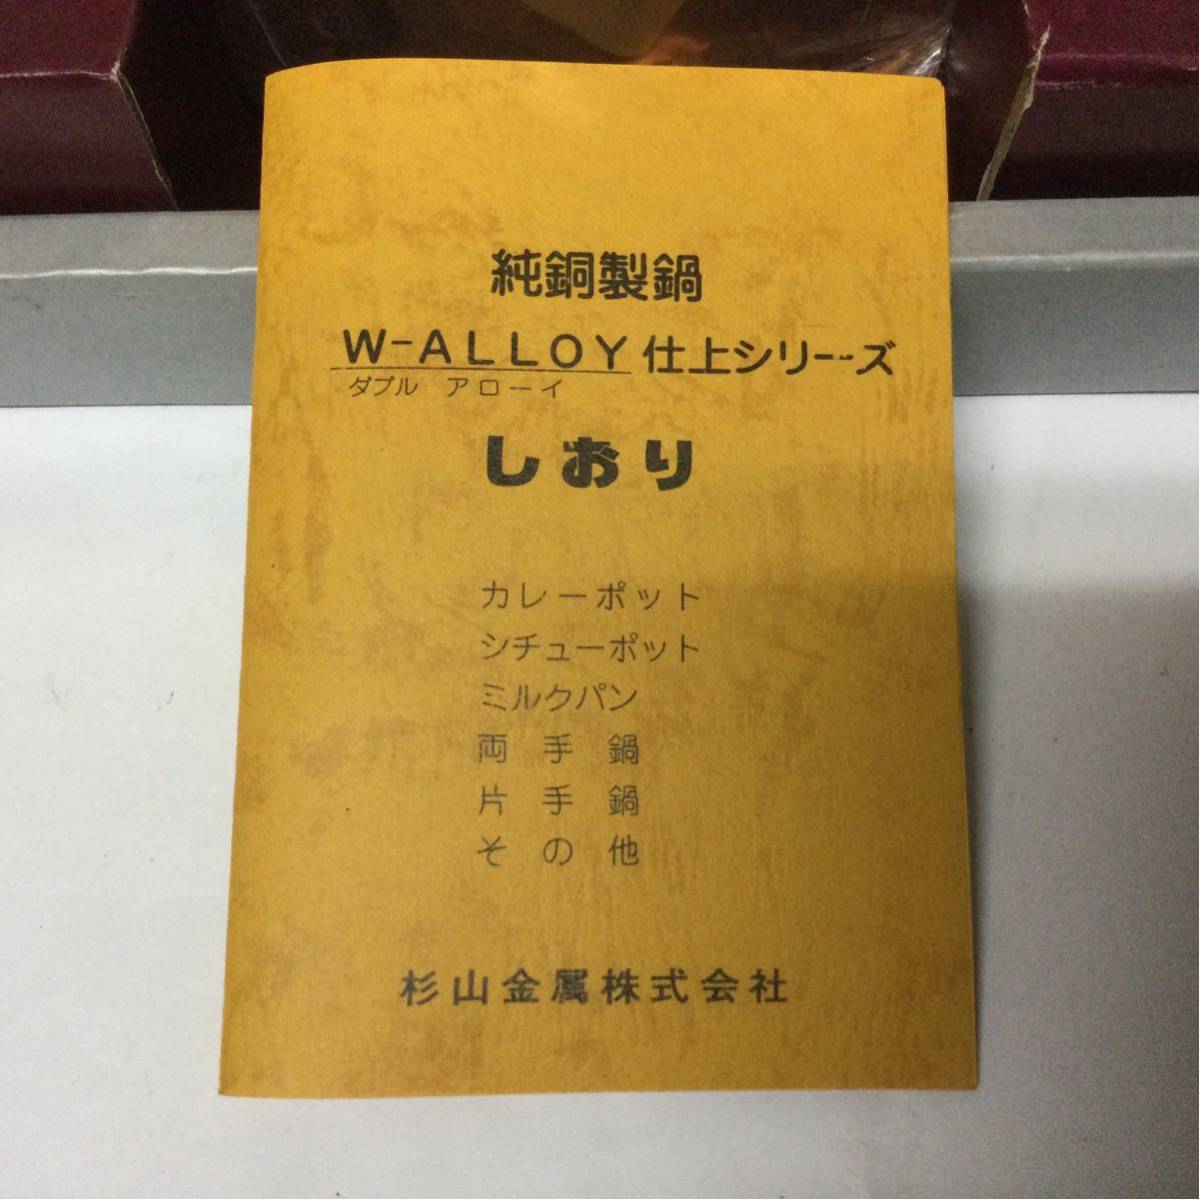 純銅製鍋
W-ALLOY仕上シリーズ
ダブル アローイ
しおり
カレーポット
シチューポット
ミルクパン
両手鍋
片手鍋
その他
杉山金属株式会社